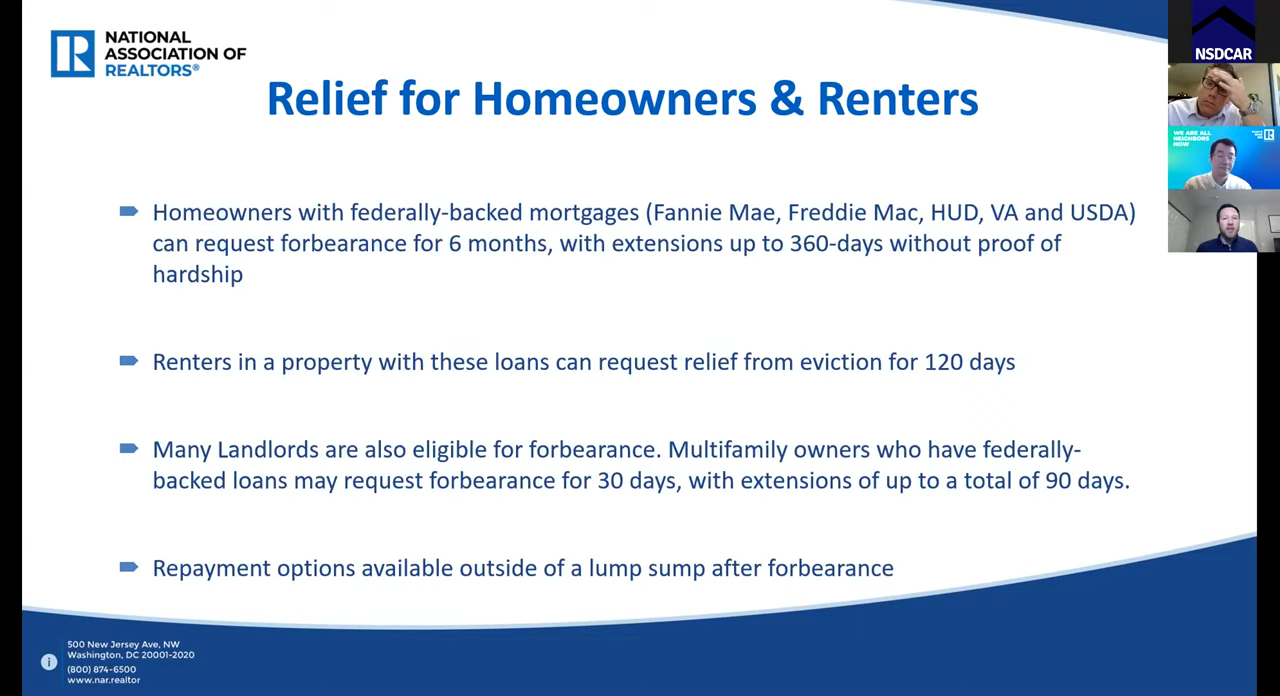 NATIONAL
ASSOCIATION OF
REALTORS®
Relief for Homeowners & Renters
Homeowners with federally-backed mortgages (Fannie Mae, Freddie Mac, HUD, VA and USDA)
can request forbearance for 6 months, with extensions up to 360-days without proof of
hardship
Renters in a property with these loans can request relief from eviction for 120 days
Many Landlords are also eligible for forbearance. Multifamily owners who have federally-
backed loans may request forbearance for 30 days, with extensions of up to a total of 90 days.
Repayment options available outside of a lump sump after forbearance
500 New Jersey Ave, NW
Washington, DC 20001-2020
(800) 874-6500
www.nar.realtor
NSDCAR
WE ARE ALL
NEIGHBORS
NOW